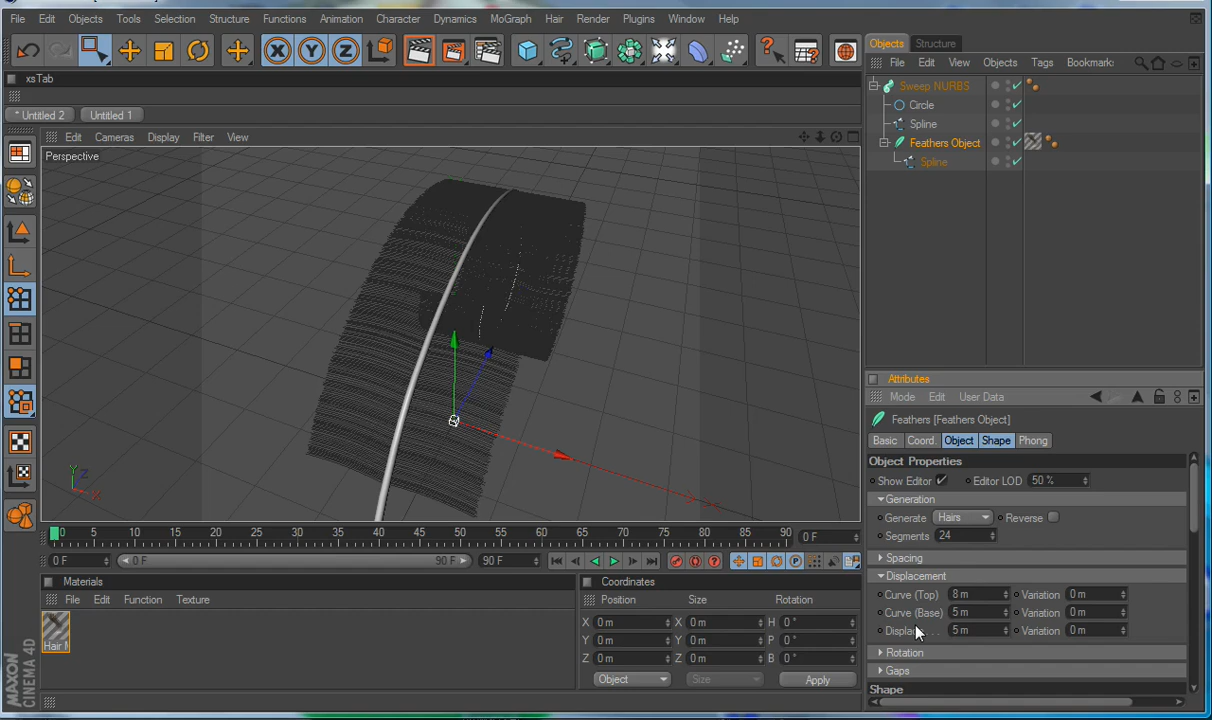 File Edit Objects Tools Selection Structure Functions Animation Character Dynamics MoGraph Hair Render Plugins Window Help
xsTab
* Untitled 2 Untitled 1
Edit Cameras Display Filter View
Perspective
Y Z X
0 5 10 15 20 25 30 35 40 45 50 55 60 65 70 75 80 85 90 0 F
0 F 0 F 90 F 90 F
Materials
File Edit Function Texture
Hair M
MAXON
CINEMA 4D
Coordinates
Position Size Rotation
X 0 m X 0 m H 0 °
Y 0 m Y 0 m P 0 °
Z 0 m Z 0 m B 0 °
Object Size Apply
Objects Structure
File Edit View Objects Tags Bookmark:
Sweep NURBS
Circle
Spline
Feathers Object
Spline
Attributes
Mode Edit User Data
Feathers [Feathers Object]
Basic Coord. Object Shape Phong
Object Properties
Show Editor Editor LOD 50 %
Generation
Generate Hairs Reverse
Segments 24
Spacing
Displacement
Curve (Top) 8 m Variation 0 m
Curve (Base) 5 m Variation 0 m
Displac . . . 5 m Variation 0 m
Rotation
Gaps
Shape